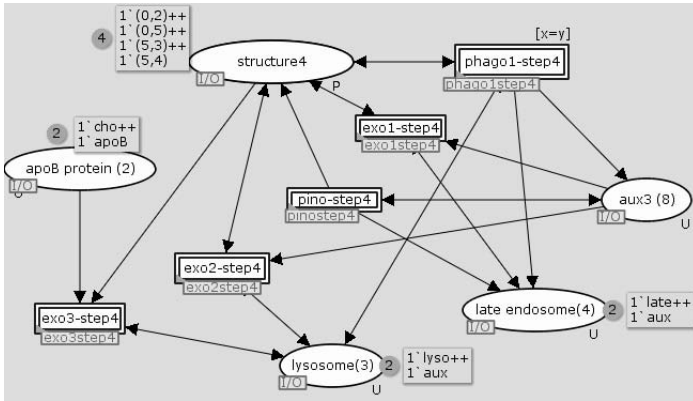 1`(0,2)++
1`(0,5)++
1`(5,3)++
1`(5,4)
4
structure4
I/O
P
[x=y]
phago1-step4
phago1step4
2
1`cho++
1`apoB
apoB protein (2)
I/O
exo1-step4
exo1step4
pino-step4
pinostep4
aux3 (8)
I/O
U
exo2-step4
exo2step4
exo3-step4
exo3step4
late endosome(4)
I/O
U
2
1`late++
1`aux
lysosome(3)
I/O
U
2
1`lyso++
1`aux